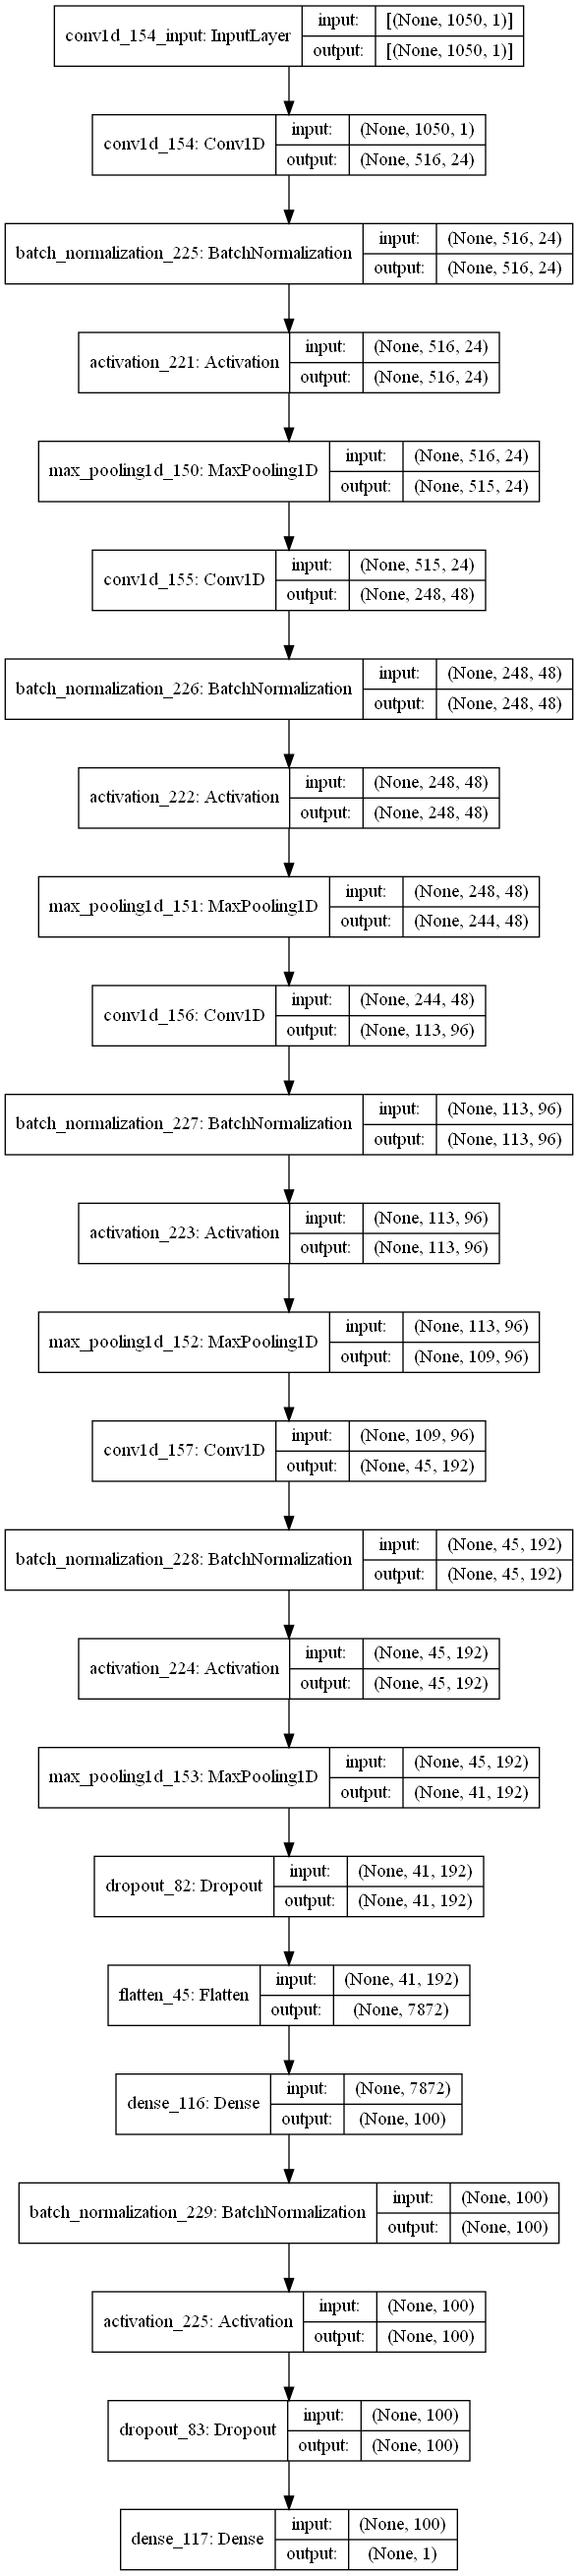 conv1d_154_input: InputLayer
input: [(None, 1050, 1)]
output: [(None, 1050, 1)]
conv1d_154: Conv1D
input: (None, 1050, 1)
output: (None, 516, 24)
batch_normalization_225: BatchNormalization
input: (None, 516, 24)
output: (None, 516, 24)
activation_221: Activation
input: (None, 516, 24)
output: (None, 516, 24)
max_pooling1d_150: MaxPooling1D
input: (None, 516, 24)
output: (None, 515, 24)
conv1d_155: Conv1D
input: (None, 515, 24)
output: (None, 248, 48)
batch_normalization_226: BatchNormalization
input: (None, 248, 48)
output: (None, 248, 48)
activation_222: Activation
input: (None, 248, 48)
output: (None, 248, 48)
max_pooling1d_151: MaxPooling1D
input: (None, 248, 48)
output: (None, 244, 48)
conv1d_156: Conv1D
input: (None, 244, 48)
output: (None, 113, 96)
batch_normalization_227: BatchNormalization
input: (None, 113, 96)
output: (None, 113, 96)
activation_223: Activation
input: (None, 113, 96)
output: (None, 113, 96)
max_pooling1d_152: MaxPooling1D
input: (None, 113, 96)
output: (None, 109, 96)
conv1d_157: Conv1D
input: (None, 109, 96)
output: (None, 45, 192)
batch_normalization_228: BatchNormalization
input: (None, 45, 192)
output: (None, 45, 192)
activation_224: Activation
input: (None, 45, 192)
output: (None, 45, 192)
max_pooling1d_153: MaxPooling1D
input: (None, 45, 192)
output: (None, 41, 192)
dropout_82: Dropout
input: (None, 41, 192)
output: (None, 41, 192)
flatten_45: Flatten
input: (None, 41, 192)
output: (None, 7872)
dense_116: Dense
input: (None, 7872)
output: (None, 100)
batch_normalization_229: BatchNormalization
input: (None, 100)
output: (None, 100)
activation_225: Activation
input: (None, 100)
output: (None, 100)
dropout_83: Dropout
input: (None, 100)
output: (None, 100)
dense_117: Dense
input: (None, 100)
output: (None, 1)